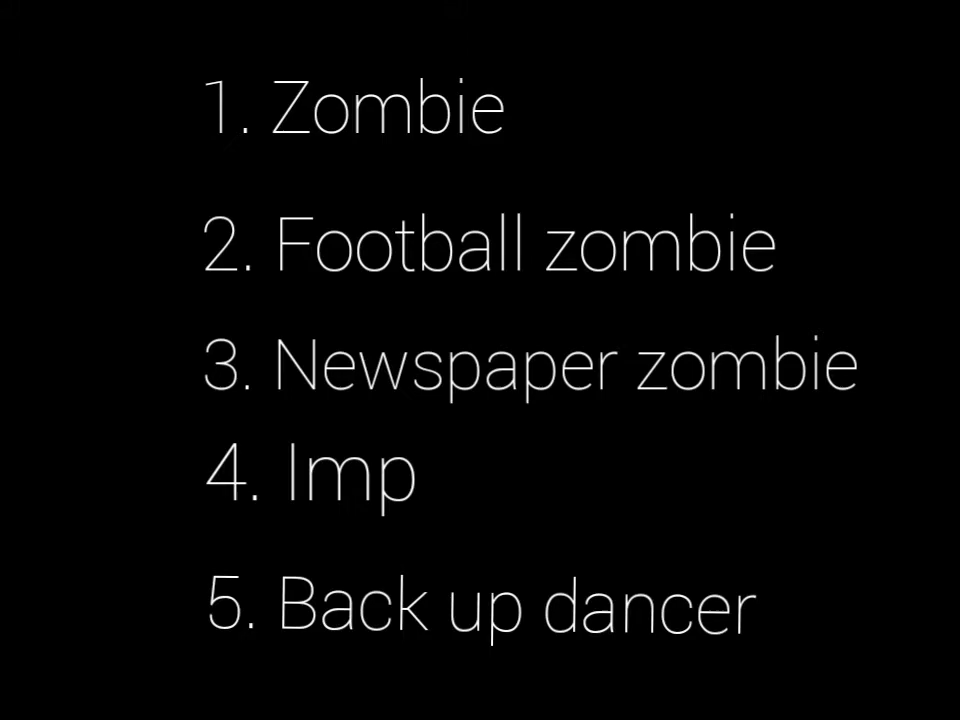 1. Zombie
2. Football zombie
3. Newspaper zombie
4. Imp
5. Back up dancer